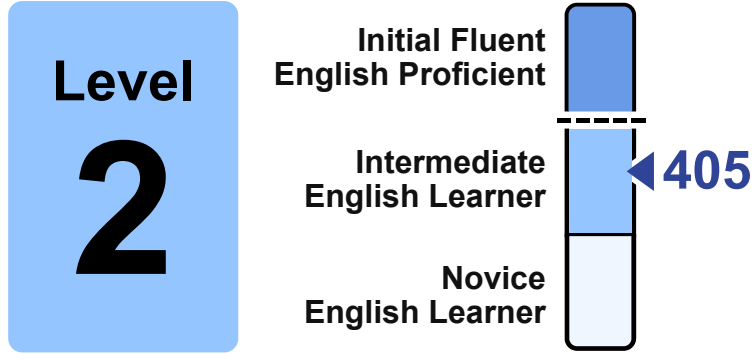 Level
2
Initial Fluent
English Proficient
Intermediate
English Learner
405
Novice
English Learner